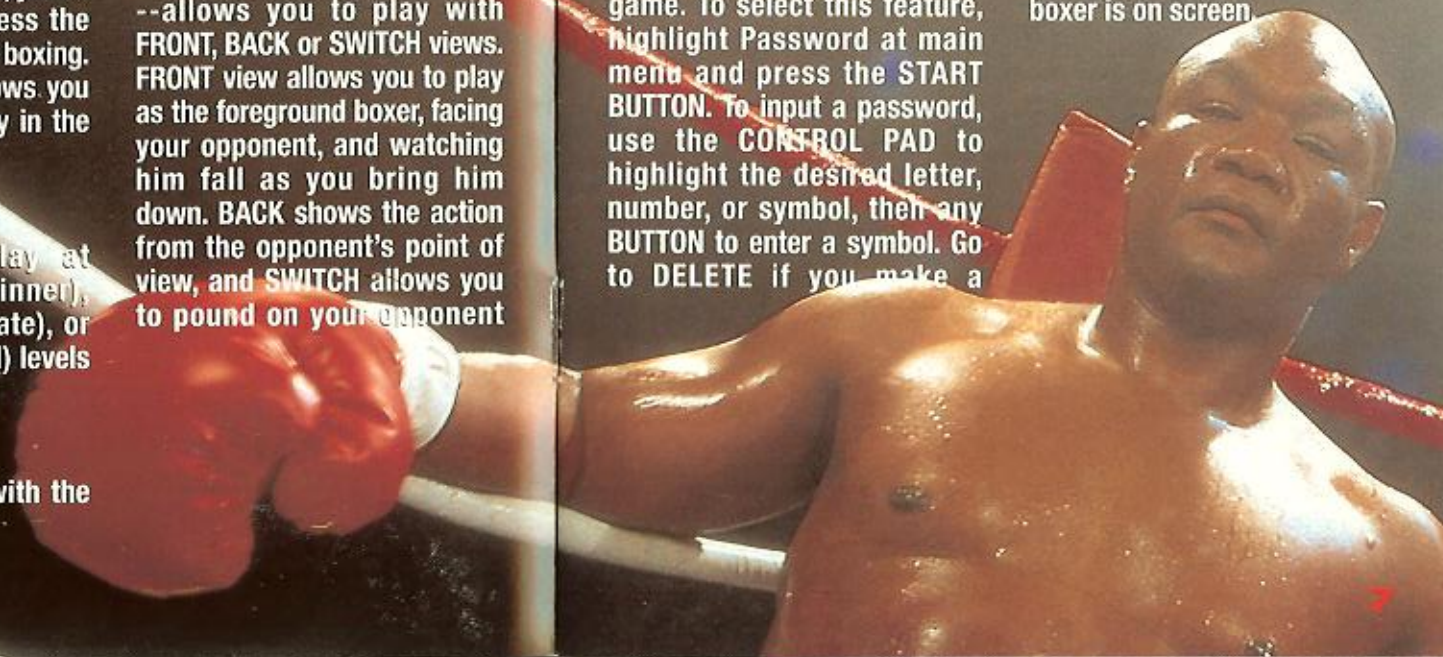 ess the
boxing.
ws you
y in the
lay at
inner),
ate), or
l) levels
with the
--allows you to play with
FRONT, BACK or SWITCH views.
FRONT view allows you to play
as the foreground boxer, facing
your opponent, and watching
him fall as you bring him
down. BACK shows the action
from the opponent's point of
view, and SWITCH allows you
to pound on your opponent
game. To select this feature,
highlight Password at main
menu and press the START
BUTTON. To input a password,
use the CONTROL PAD to
highlight the desired letter,
number, or symbol, then any
BUTTON to enter a symbol. Go
to DELETE if you make a
boxer is on screen.
7